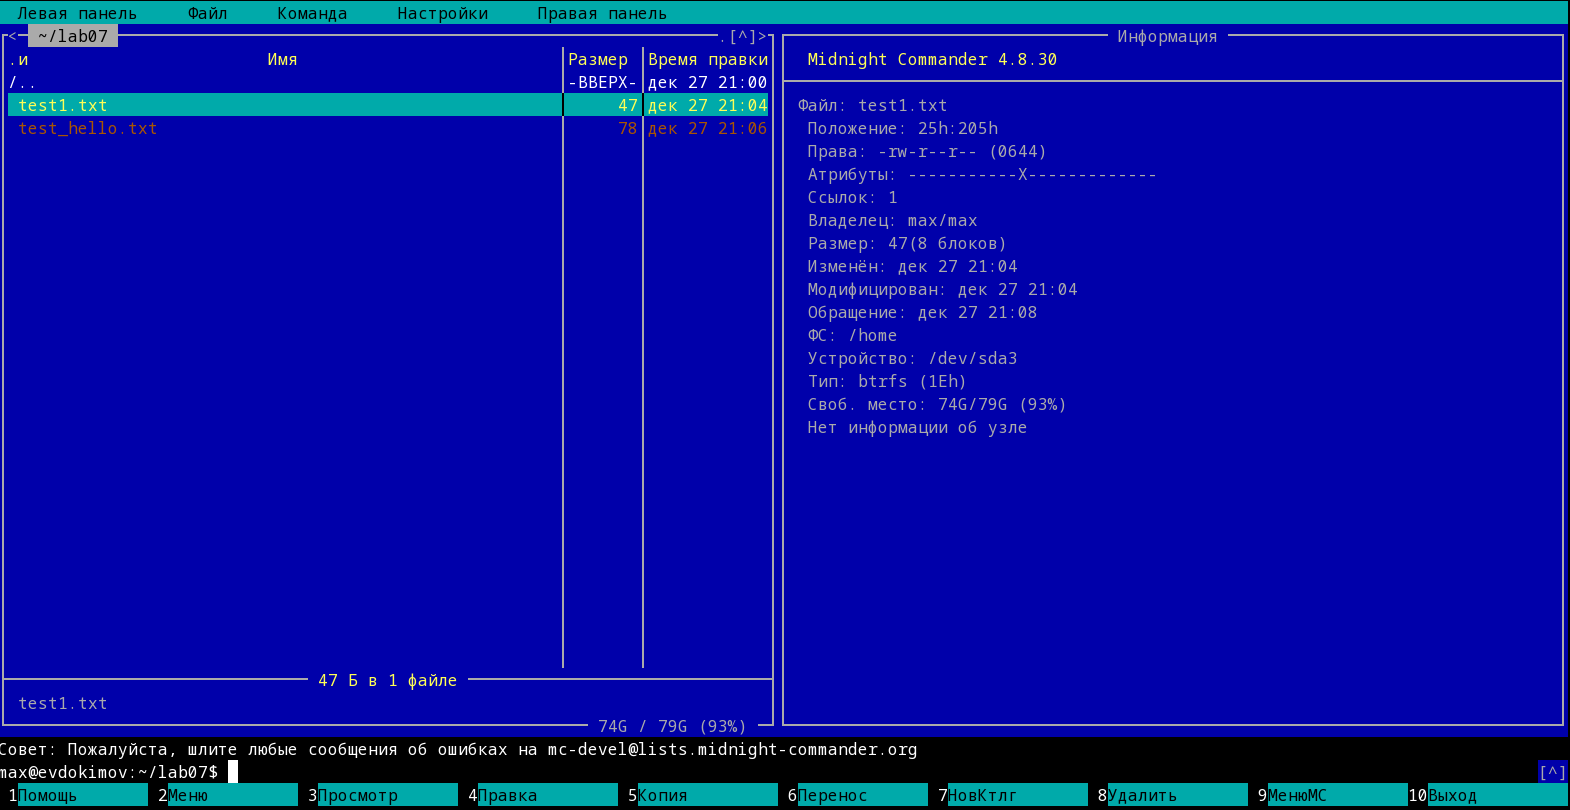 Левая панель Файл Команда Настройки Правая панель
< ~/lab07 .[^]>
.и Имя Размер Время правки
/.. -ВВЕРХ- дек 27 21:00
test1.txt 47 дек 27 21:04
test_hello.txt 78 дек 27 21:06
47 Б в 1 файле
test1.txt
74G / 79G (93%)
Информация
Midnight Commander 4.8.30
Файл: test1.txt
Положение: 25h:205h
Права: -rw-r--r-- (0644)
Атрибуты: -----------X-------------
Ссылок: 1
Владелец: max/max
Размер: 47(8 блоков)
Изменён: дек 27 21:04
Модифицирован: дек 27 21:04
Обращение: дек 27 21:08
ФС: /home
Устройство: /dev/sda3
Тип: btrfs (1Eh)
Своб. место: 74G/79G (93%)
Нет информации об узле
Совет: Пожалуйста, шлите любые сообщения об ошибках на mc-devel@lists.midnight-commander.org
max@evdokimov:~/lab07$ [^]
1Помощь 2Меню 3Просмотр 4Правка 5Копия 6Перенос 7НовКтлг 8Удалить 9МенюMC 10Выход